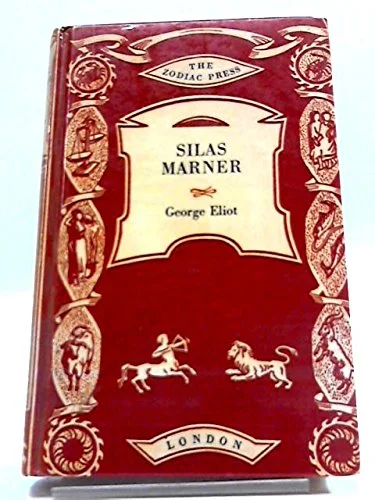 THE
ZODIAC PRESS
SILAS
MARNER
George Eliot
LONDON